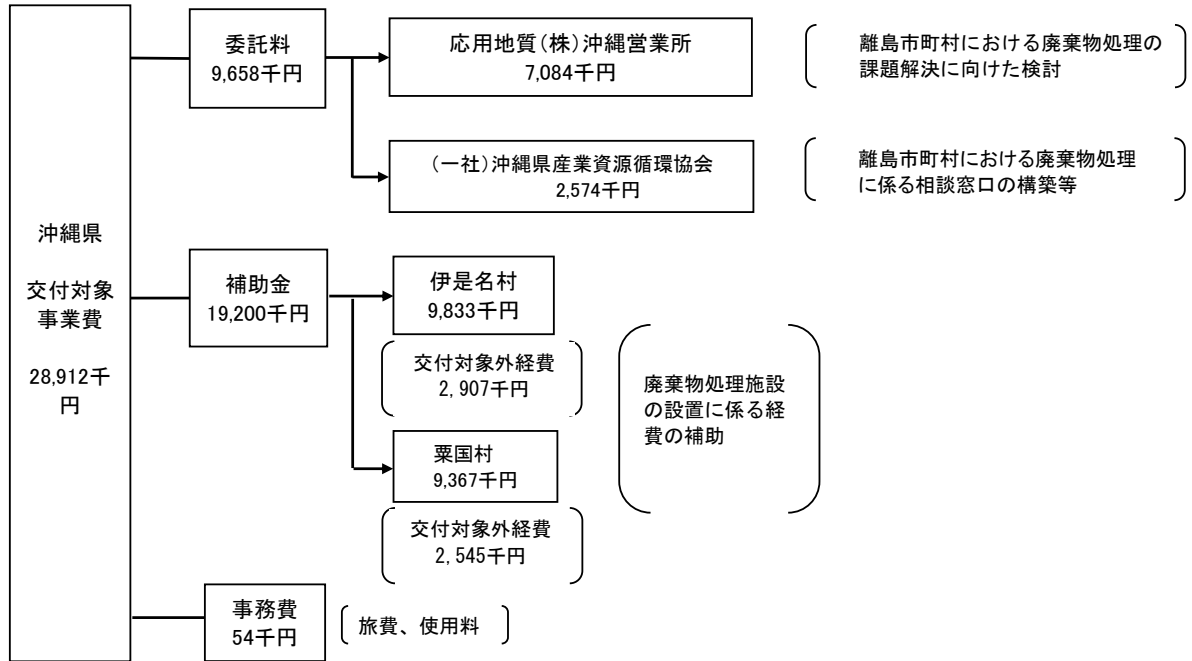 沖縄県
交付対象
事業費
28,912千
円
委託料
9,658千円
応用地質(株)沖縄営業所
7,084千円
離島市町村における廃棄物処理の
課題解決に向けた検討
(一社)沖縄県産業資源循環協会
2,574千円
離島市町村における廃棄物処理
に係る相談窓口の構築等
補助金
19,200千円
伊是名村
9,833千円
交付対象外経費
2,907千円
粟国村
9,367千円
交付対象外経費
2,545千円
廃棄物処理施設
の設置に係る経
費の補助
事務費
54千円
旅費、使用料